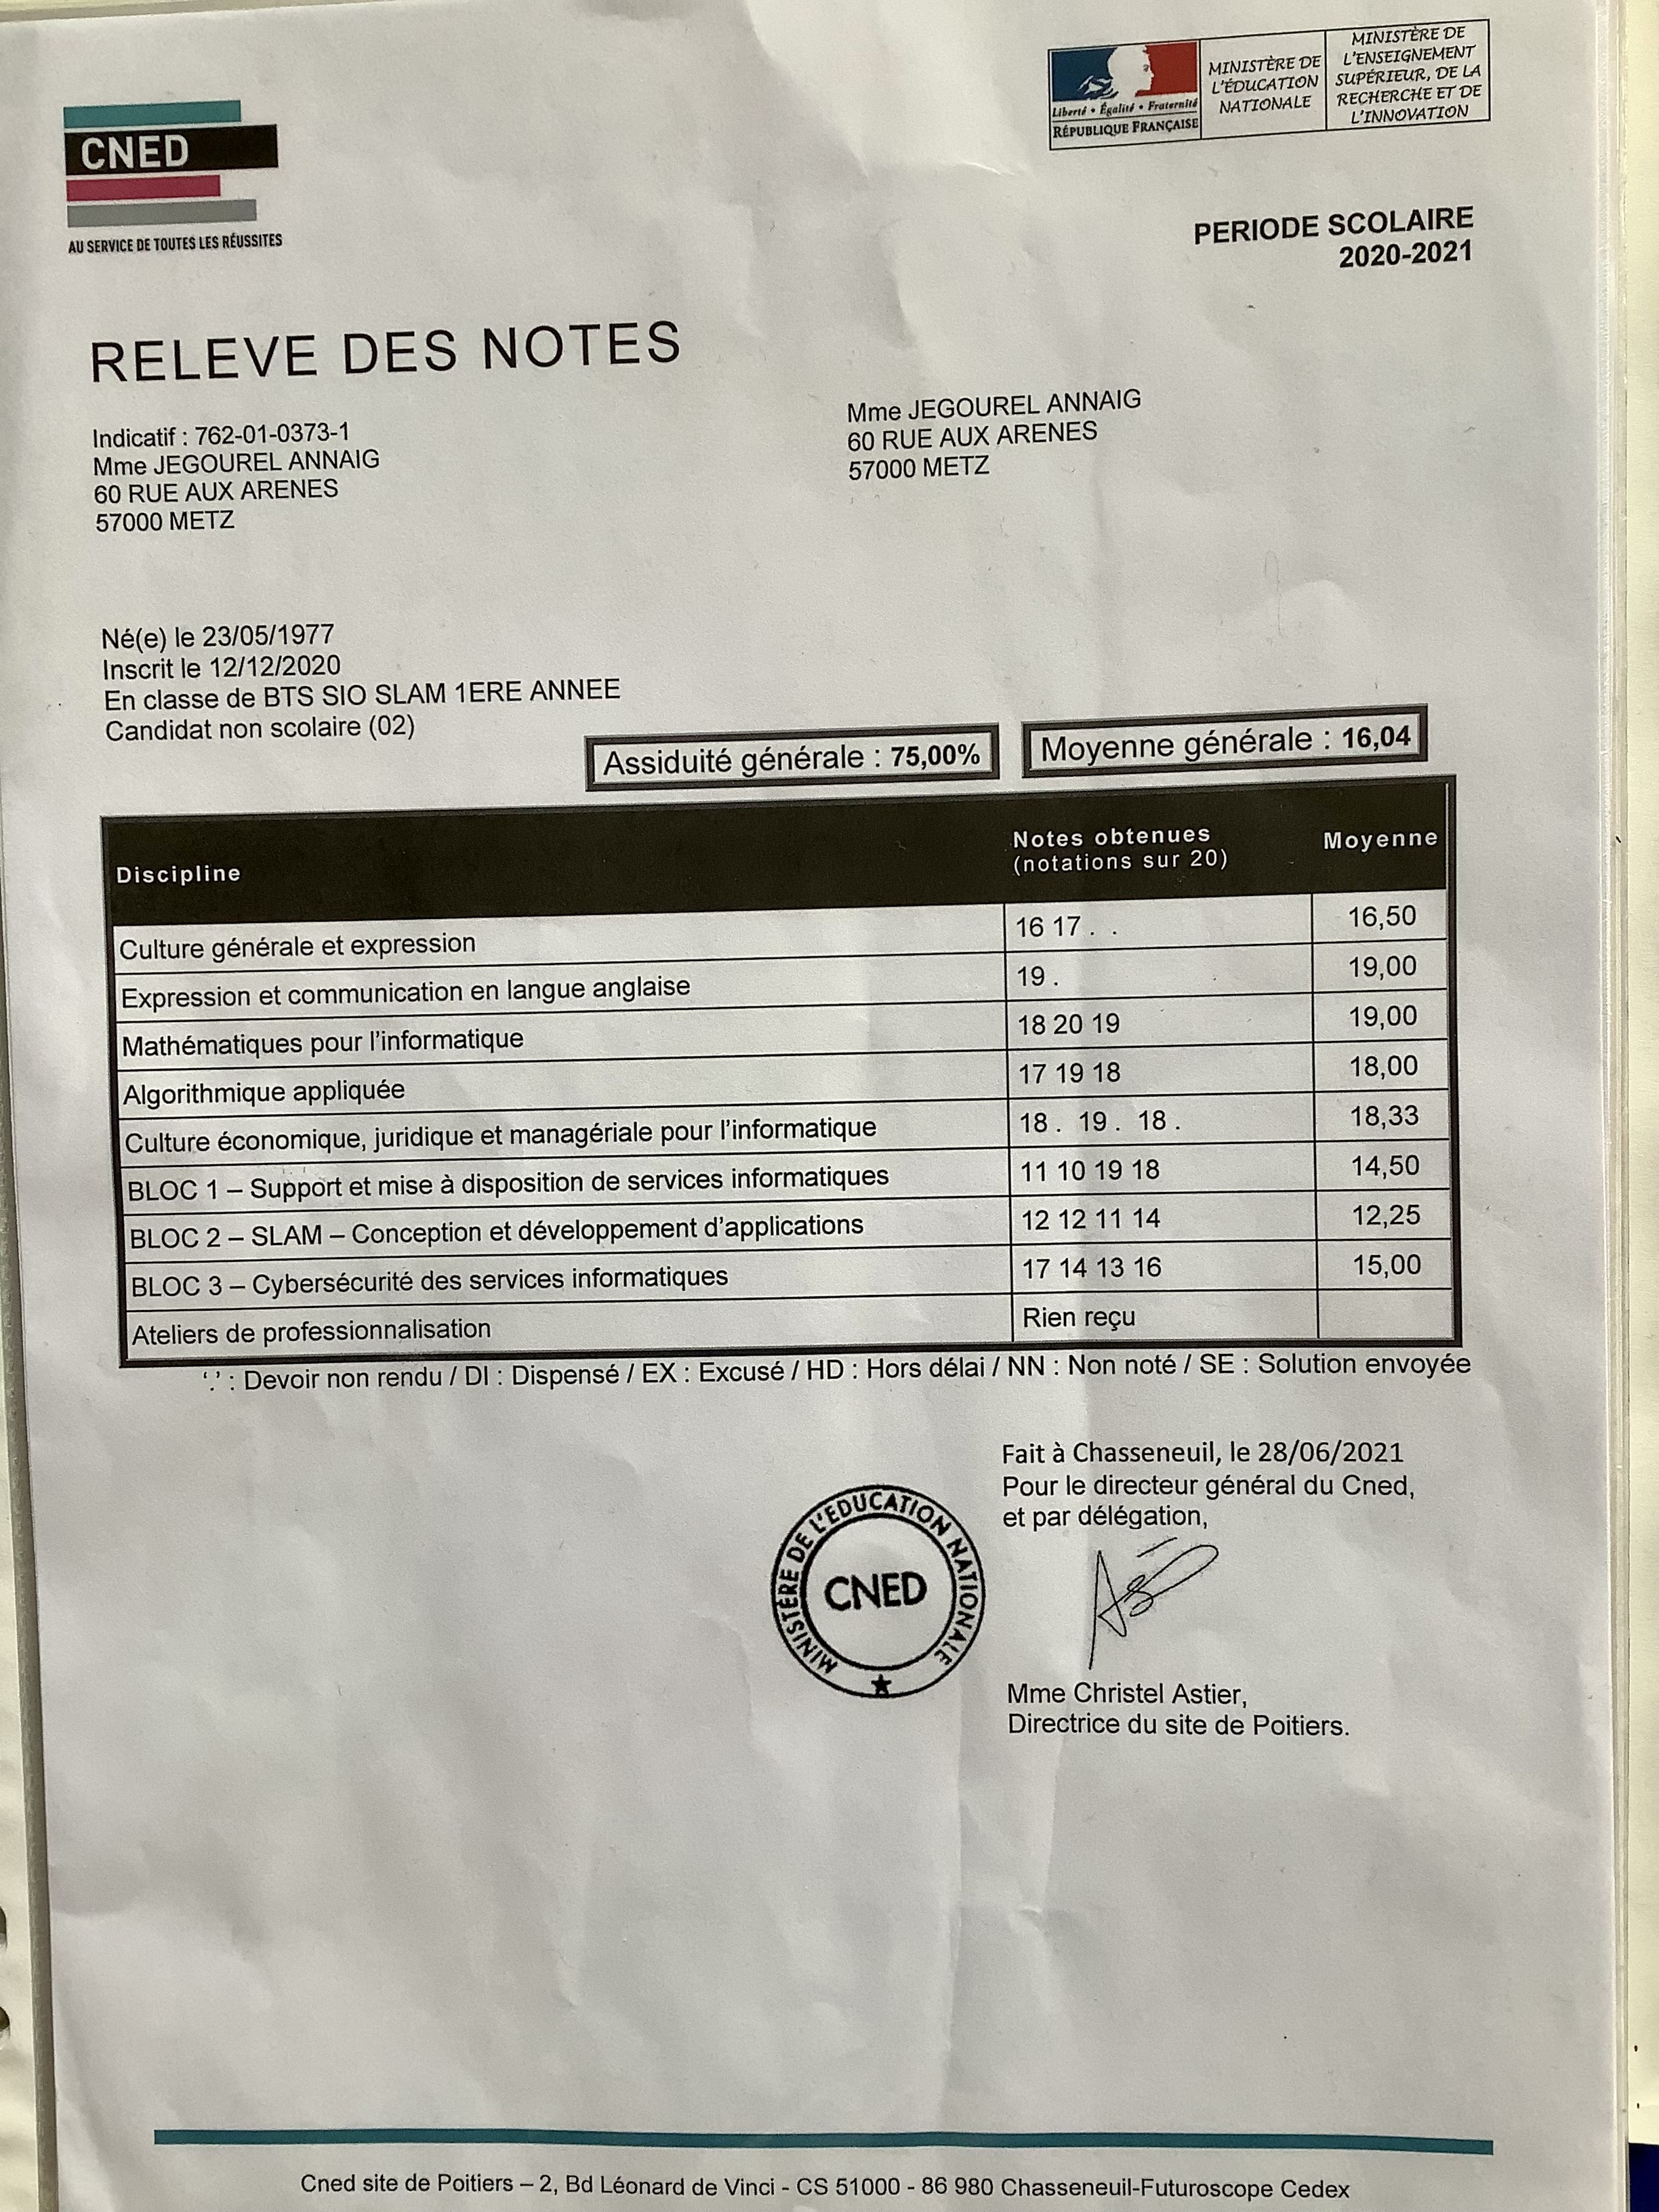 CNED
AU SERVICE DE TOUTES LES RÉUSSITES
Liberté • Égalité • Fraternité
RÉPUBLIQUE FRANÇAISE
MINISTÈRE DE
L'ÉDUCATION
NATIONALE
MINISTÈRE DE
L'ENSEIGNEMENT
SUPÉRIEUR, DE LA
RECHERCHE ET DE
L'INNOVATION
PERIODE SCOLAIRE
2020-2021
RELEVE DES NOTES
Indicatif : 762-01-0373-1
Mme JEGOUREL ANNAIG
60 RUE AUX ARENES
57000 METZ
Mme JEGOUREL ANNAIG
60 RUE AUX ARENES
57000 METZ
Né(e) le 23/05/1977
Inscrit le 12/12/2020
En classe de BTS SIO SLAM 1ERE ANNEE
Candidat non scolaire (02)
Assiduité générale : 75,00%
Moyenne générale : 16,04
Discipline
Notes obtenues
(notations sur 20)
Moyenne
Culture générale et expression 16 17 . . 16,50
Expression et communication en langue anglaise 19 . 19,00
Mathématiques pour l'informatique 18 20 19 19,00
Algorithmique appliquée 17 19 18 18,00
Culture économique, juridique et managériale pour l'informatique 18 . 19 . 18 . 18,33
BLOC 1 – Support et mise à disposition de services informatiques 11 10 19 18 14,50
BLOC 2 – SLAM – Conception et développement d'applications 12 12 11 14 12,25
BLOC 3 – Cybersécurité des services informatiques 17 14 13 16 15,00
Ateliers de professionnalisation Rien reçu
'.' : Devoir non rendu / DI : Dispensé / EX : Excusé / HD : Hors délai / NN : Non noté / SE : Solution envoyée
Fait à Chasseneuil, le 28/06/2021
Pour le directeur général du Cned,
et par délégation,
MINISTÈRE DE L'ÉDUCATION NATIONALE
CNED
Mme Christel Astier,
Directrice du site de Poitiers.
Cned site de Poitiers – 2, Bd Léonard de Vinci - CS 51000 - 86 980 Chasseneuil-Futuroscope Cedex